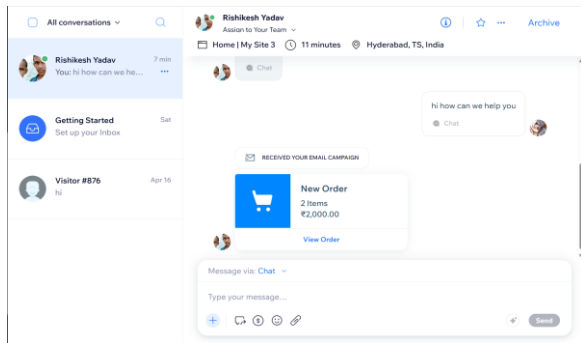 All conversations
Rishikesh Yadav
7 min
You: hi how can we he...
Getting Started
Sat
Set up your Inbox
Visitor #876
Apr 16
hi
Rishikesh Yadav
Assign to Your Team
Archive
Home | My Site 3
11 minutes
Hyderabad, TS, India
Chat
hi how can we help you
Chat
RECEIVED YOUR EMAIL CAMPAIGN
New Order
2 Items
₹2,000.00
View Order
Message via: Chat
Type your message...
Send